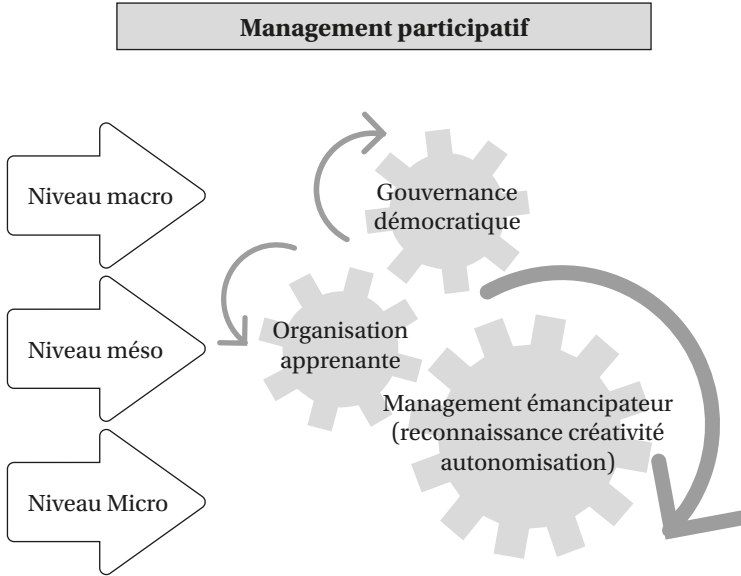 Management participatif
Niveau macro
Gouvernance
démocratique
Niveau méso
Organisation
apprenante
Management émancipateur
(reconnaissance créativité
autonomisation)
Niveau Micro